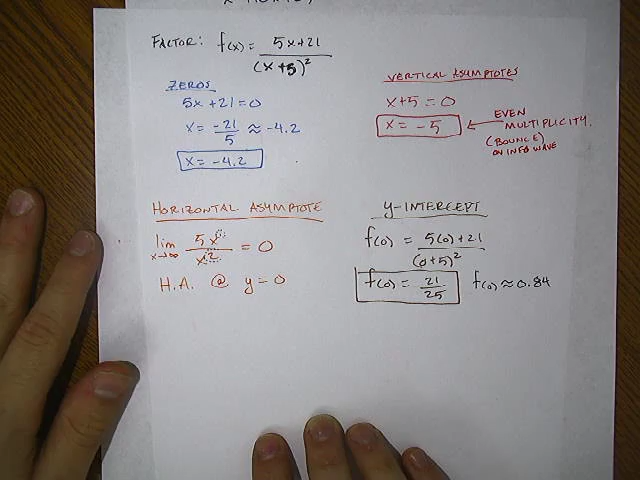 FACTOR: f(x) = 5x+21 / (x+5)²
ZEROS
5x+21=0
x = -21/5 ≈ -4.2
x = -4.2
VERTICAL ASYMPTOTES
x+5 = 0
x = -5
EVEN
MULTIPLICITY.
(BOUNCE)
ON INFO WAVE
HORIZONTAL ASYMPTOTE
lim x→∞ 5x/x² = 0
H.A. @ y=0
y-INTERCEPT
f(0) = 5(0)+21 / (0+5)²
f(0) = 21/25 f(0) ≈ 0.84